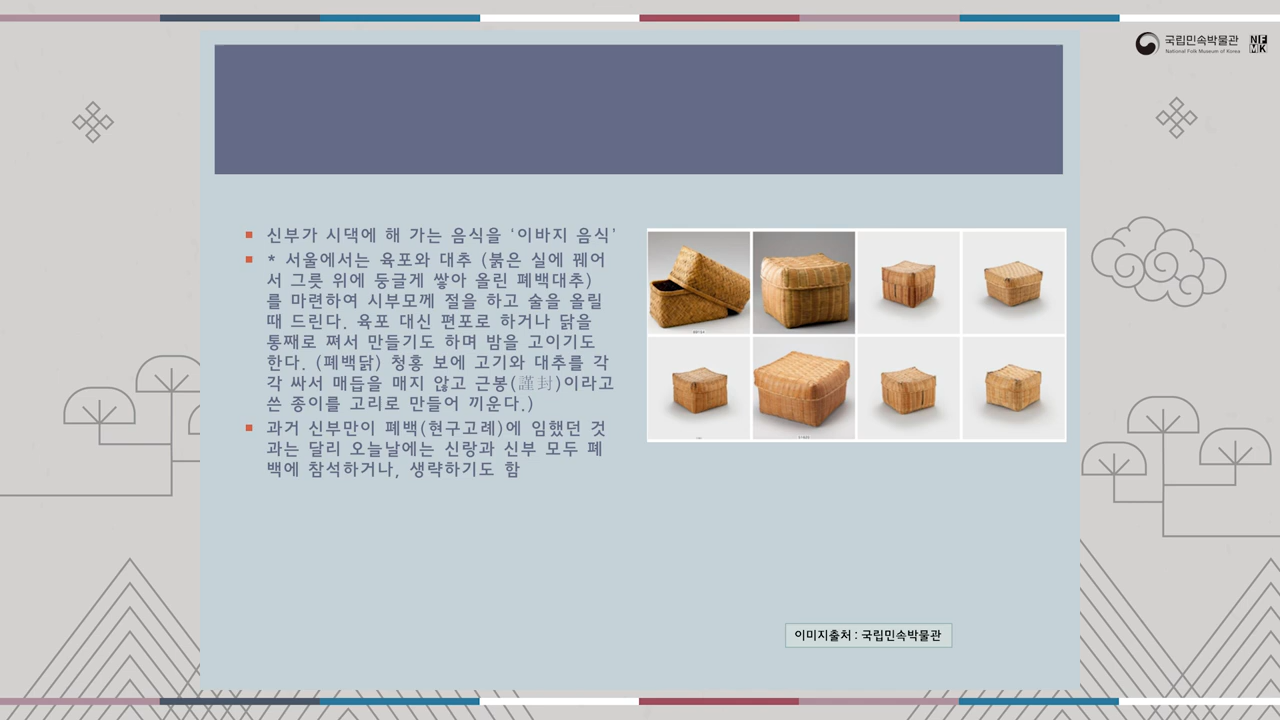 국립민속박물관
National Folk Museum of Korea
NF
MK
신부가 시댁에 해 가는 음식을 ‘이바지 음식’
* 서울에서는 육포와 대추 (붉은 실에 꿰어
서 그릇 위에 둥글게 쌓아 올린 폐백대추)
를 마련하여 시부모께 절을 하고 술을 올릴
때 드린다. 육포 대신 편포로 하거나 닭을
통째로 쪄서 만들기도 하며 밤을 고이기도
한다. (폐백닭) 청홍 보에 고기와 대추를 각
각 싸서 매듭을 매지 않고 근봉(謹封)이라고
쓴 종이를 고리로 만들어 끼운다.)
과거 신부만이 폐백(현구고례)에 임했던 것
과는 달리 오늘날에는 신랑과 신부 모두 폐
백에 참석하거나, 생략하기도 함
이미지출처 : 국립민속박물관